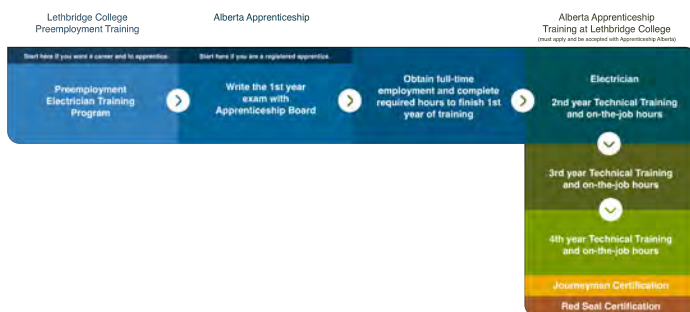 Lethbridge College
Preemployment Training
Alberta Apprenticeship
Alberta Apprenticeship
Training at Lethbridge College
(must apply and be accepted with Apprenticeship Alberta)
Start here if you want a career and to apprentice.
Start here if you are a registered apprentice.
Preemployment
Electrician Training
Program
Write the 1st year
exam with
Apprenticeship Board
Obtain full-time
employment and complete
required hours to finish 1st
year of training
Electrician
2nd year Technical Training
and on-the-job hours
3rd year Technical Training
and on-the-job hours
4th year Technical Training
and on-the-job hours
Journeyman Certification
Red Seal Certification